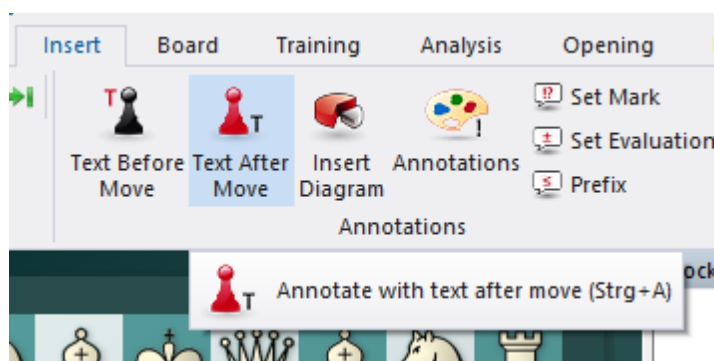 Insert Board Training Analysis Opening
T T !? Set Mark
! ± Set Evaluation
Text Before Text After Insert Annotations
Move Move Diagram ≤ Prefix
Annotations
T Annotate with text after move (Strg+A)